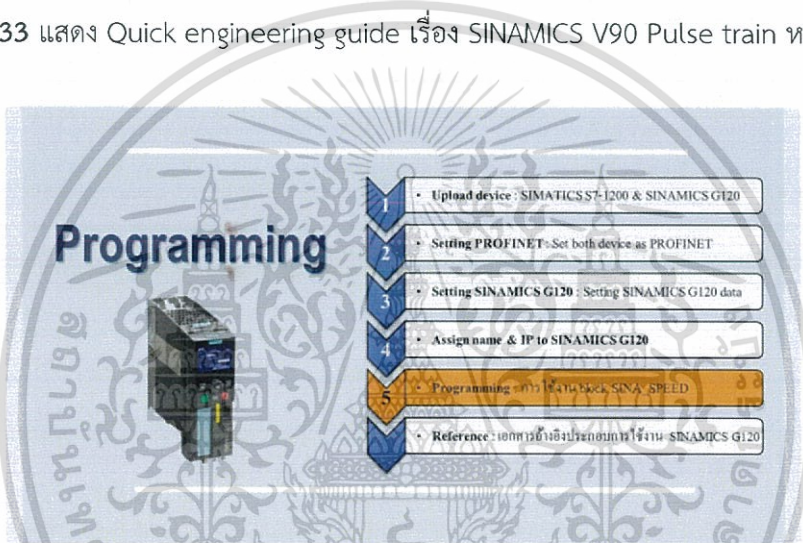 33 แสดง Quick engineering guide เรื่อง SINAMICS V90 Pulse train ห
Programming
1 • Upload device : SIMATICS S7-1200 & SINAMICS G120
2 • Setting PROFINET : Set both device as PROFINET
3 • Setting SINAMICS G120 : Setting SINAMICS G120 data
4 • Assign name & IP to SINAMICS G120
5 • Programming : การใช้งาน block SINA_SPEED
• Reference : เอกสารอ้างอิงประกอบการใช้งาน SINAMICS G120